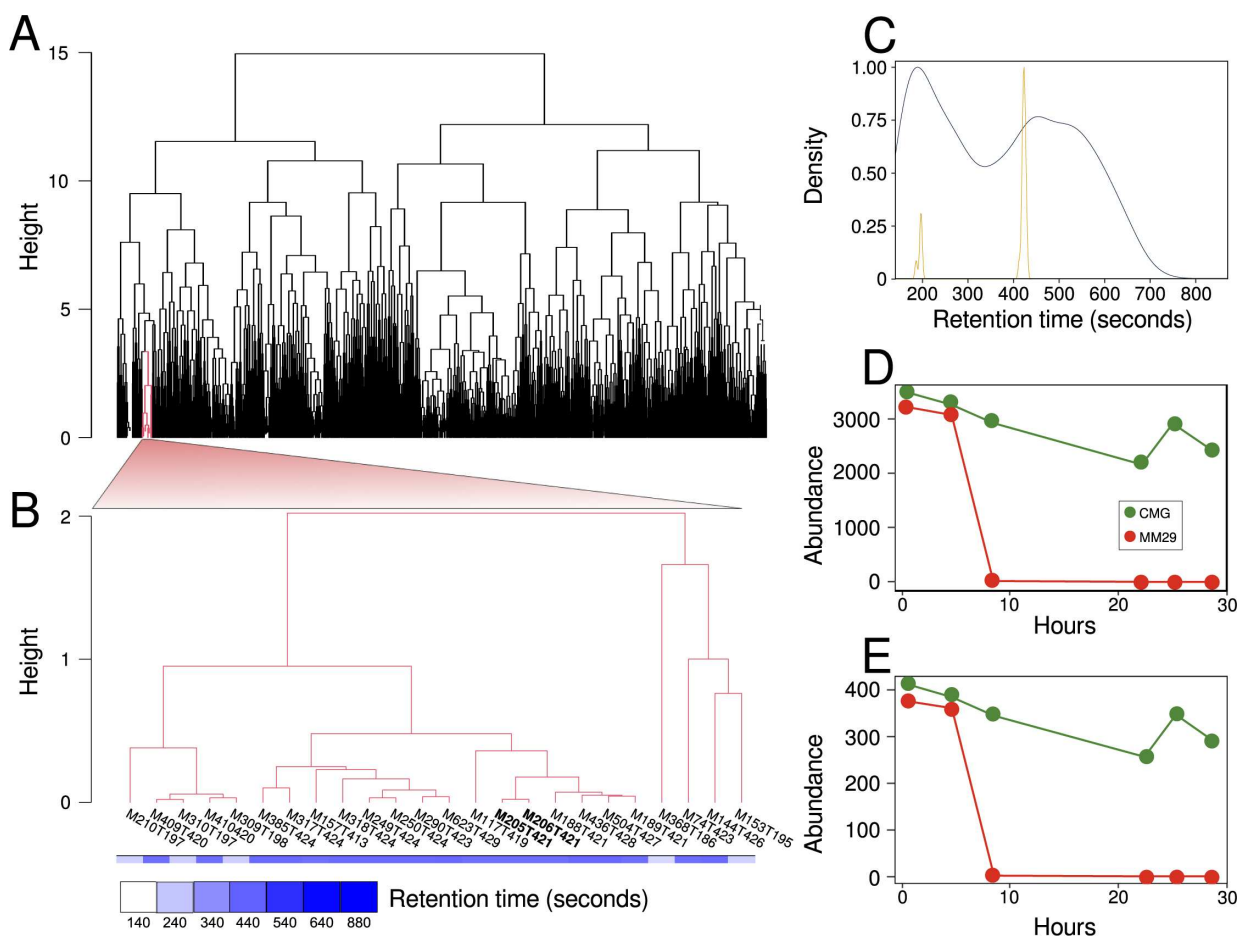 A
Height
15
10
5
0
B
Height
2
1
0
M210T197
M409T420
M310T197
M410420
M309T198
M385T424
M317T424
M157T413
M318T424
M249T424
M250T424
M290T423
M623T429
M117T419
M205T421
M206T421
M188T421
M436T428
M504T427
M189T421
M368T186
M74T423
M144T426
M153T195
140 240 340 440 540 640 880
Retention time (seconds)
C
Density
1.00
0.75
0.50
0.25
0
200 300 400 500 600 700 800
Retention time (seconds)
D
Abundance
3000
2000
1000
0
CMG
MM29
0 10 20 30
Hours
E
Abundance
400
300
200
100
0
0 10 20 30
Hours